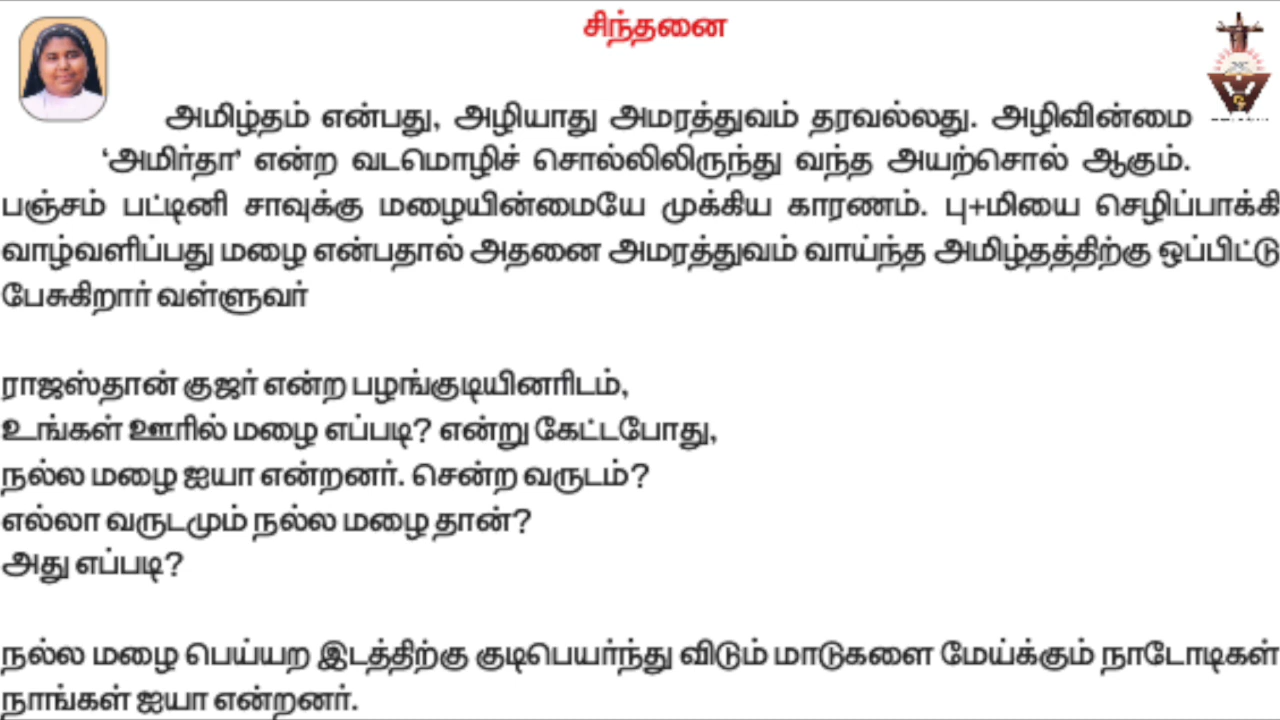 சிந்தனை
அமிழ்தம் என்பது, அழியாது அமரத்துவம் தரவல்லது. அழிவின்மை
‘அமிர்தா’ என்ற வடமொழிச் சொல்லிலிருந்து வந்த அயற்சொல் ஆகும்.
பஞ்சம் பட்டினி சாவுக்கு மழையின்மையே முக்கிய காரணம். பு+மியை செழிப்பாக்கி
வாழ்வளிப்பது மழை என்பதால் அதனை அமரத்துவம் வாய்ந்த அமிழ்தத்திற்கு ஒப்பிட்டு
பேசுகிறார் வள்ளுவர்
ராஜஸ்தான் குஜர் என்ற பழங்குடியினரிடம்,
உங்கள் ஊரில் மழை எப்படி? என்று கேட்டபோது,
நல்ல மழை ஐயா என்றனர். சென்ற வருடம்?
எல்லா வருடமும் நல்ல மழை தான்?
அது எப்படி?
நல்ல மழை பெய்யற இடத்திற்கு குடிபெயர்ந்து விடும் மாடுகளை மேய்க்கும் நாடோடிகள்
நாங்கள் ஐயா என்றனர்.